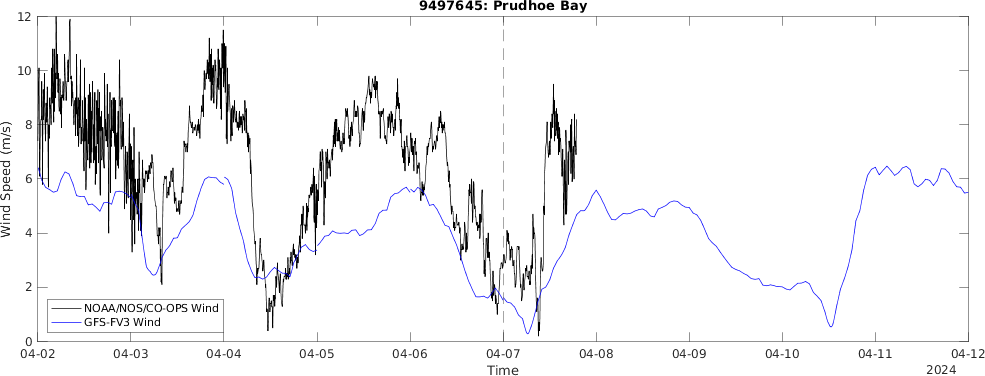 9497645: Prudhoe Bay
12
10
8
6
4
2
0
Wind Speed (m/s)
NOAA/NOS/CO-OPS Wind
GFS-FV3 Wind
04-02 04-03 04-04 04-05 04-06 04-07 04-08 04-09 04-10 04-11 04-12
Time
2024